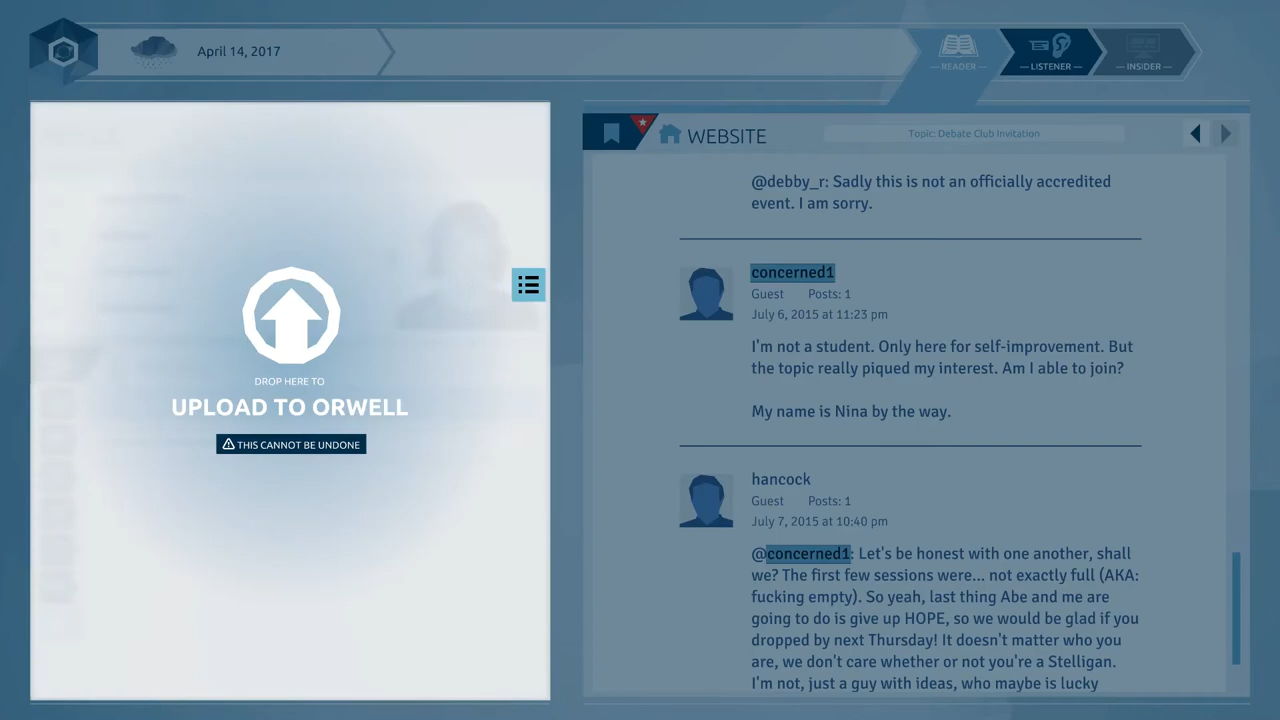 April 14, 2017
— READER —
— LISTENER —
— INSIDER —
WEBSITE
Topic: Debate Club Invitation
@debby_r: Sadly this is not an officially accredited
event. I am sorry.
concerned1
Guest Posts: 1
July 6, 2015 at 11:23 pm
I'm not a student. Only here for self-improvement. But
the topic really piqued my interest. Am I able to join?
My name is Nina by the way.
hancock
Guest Posts: 1
July 7, 2015 at 10:40 pm
@concerned1: Let's be honest with one another, shall
we? The first few sessions were... not exactly full (AKA:
fucking empty). So yeah, last thing Abe and me are
going to do is give up HOPE, so we would be glad if you
dropped by next Thursday! It doesn't matter who you
are, we don't care whether or not you're a Stelligan.
I'm not, just a guy with ideas, who maybe is lucky
DROP HERE TO
UPLOAD TO ORWELL
THIS CANNOT BE UNDONE